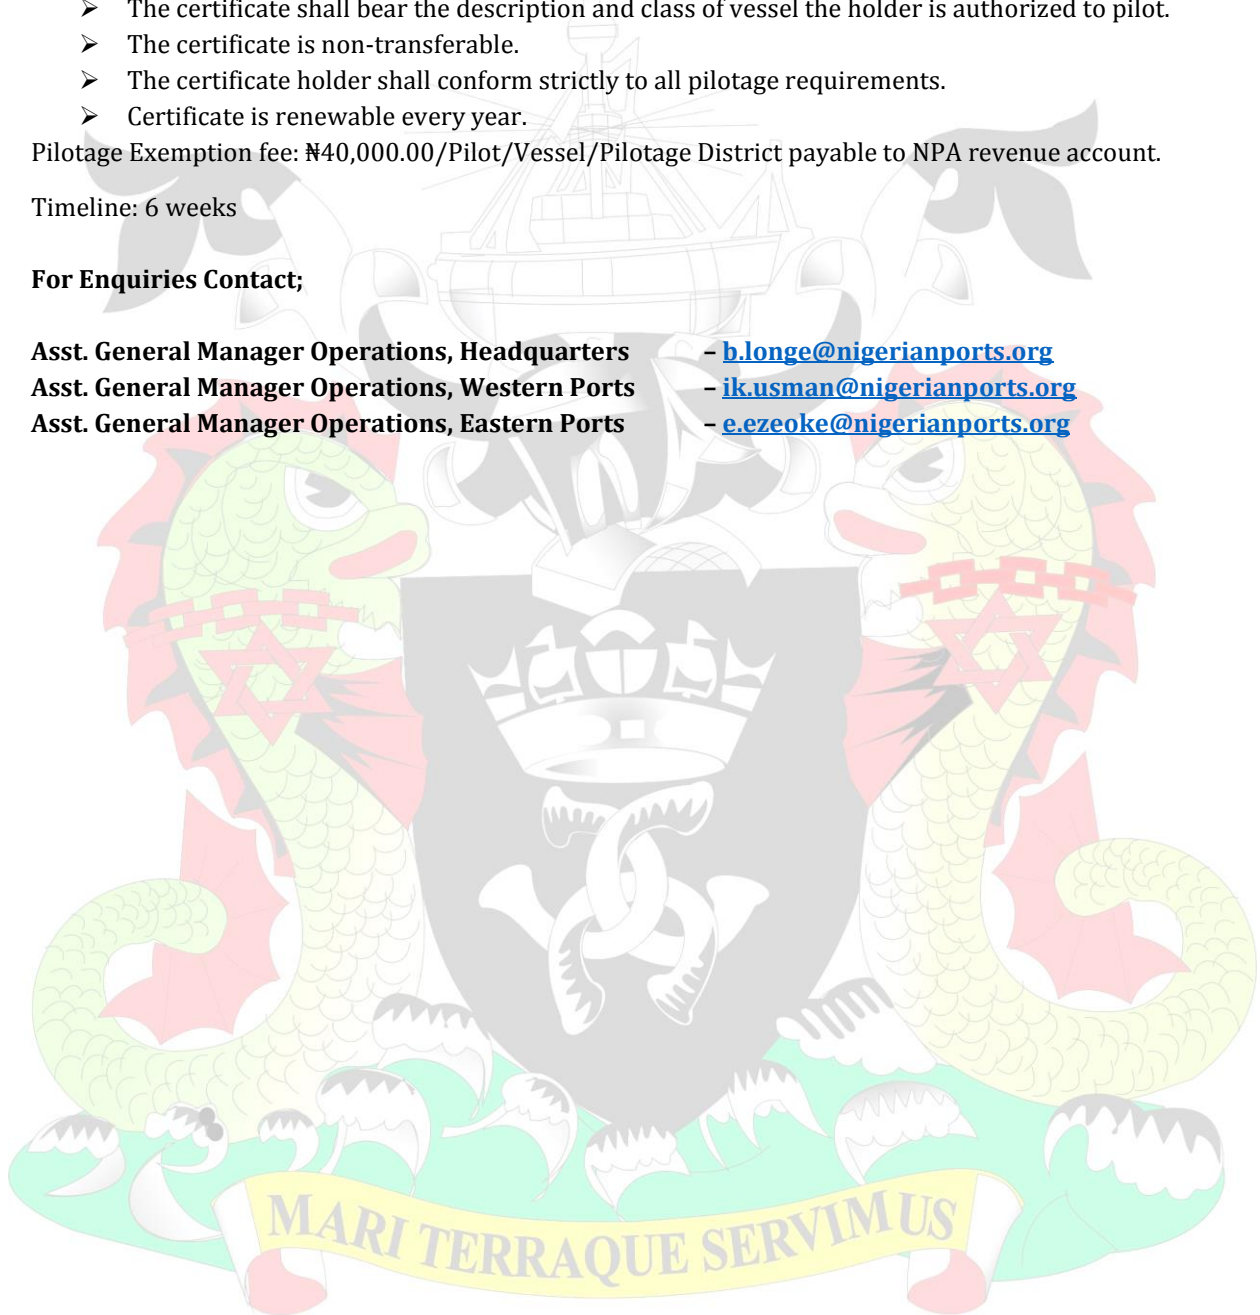 ➢ The certificate shall bear the description and class of vessel the holder is authorized to pilot.
➢ The certificate is non-transferable.
➢ The certificate holder shall conform strictly to all pilotage requirements.
➢ Certificate is renewable every year.
Pilotage Exemption fee: ₦40,000.00/Pilot/Vessel/Pilotage District payable to NPA revenue account.
Timeline: 6 weeks
For Enquiries Contact;
Asst. General Manager Operations, Headquarters – b.longe@nigerianports.org
Asst. General Manager Operations, Western Ports – ik.usman@nigerianports.org
Asst. General Manager Operations, Eastern Ports – e.ezeoke@nigerianports.org
MARI TERRAQUE SERVIMUS